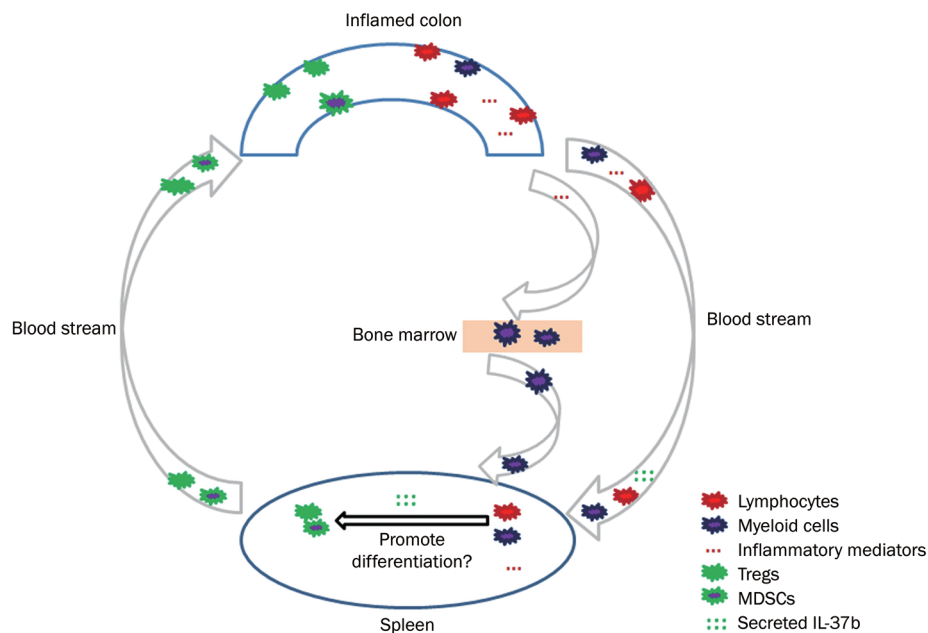 Inflamed colon
Blood stream
Bone marrow
Blood stream
Promote
differentiation?
Spleen
Lymphocytes
Myeloid cells
Inflammatory mediators
Tregs
MDSCs
Secreted IL-37b